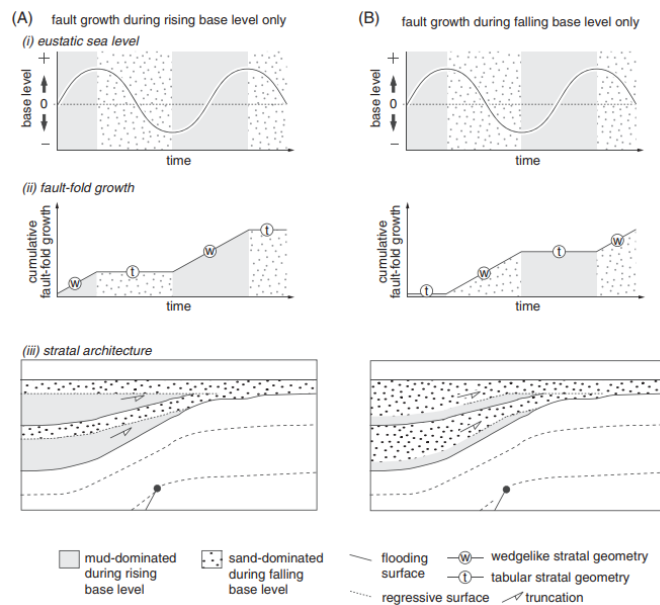 (A) fault growth during rising base level only
(i) eustatic sea level
+
base level
0
−
time
(ii) fault-fold growth
cumulative
fault-fold growth
w
t
w
t
time
(iii) stratal architecture
(B) fault growth during falling base level only
+
base level
0
−
time
cumulative
fault-fold growth
t
w
t
w
time
mud-dominated
during rising
base level
sand-dominated
during falling
base level
flooding
surface
regressive surface
w wedgelike stratal geometry
t tabular stratal geometry
truncation